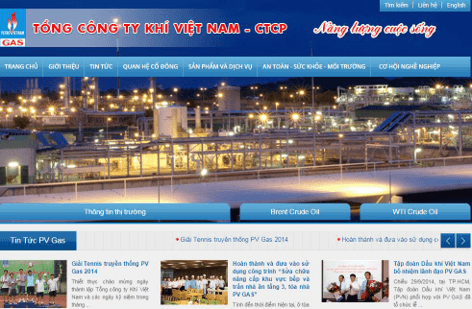 Tìm kiếm | Liên hệ | English
PETROVIETNAM
GAS
TỔNG CÔNG TY KHÍ VIỆT NAM - CTCP
Năng lượng cuộc sống
TRANG CHỦ GIỚI THIỆU TIN TỨC QUAN HỆ CỔ ĐÔNG SẢN PHẨM VÀ DỊCH VỤ AN TOÀN - SỨC KHỎE - MÔI TRƯỜNG CƠ HỘI NGHỀ NGHIỆP
Thông tin thị trường
Brent Crude Oil
WTI Crude Oil
Tin Tức PV Gas
Giải Tennis truyền thống PV Gas 2014
Hoàn thành và đưa vào sử dụng c
Giải Tennis truyền thống PV
Gas 2014
Thiết thực chào mừng ngày
thành lập Tổng công ty Khí Việt
Nam và các ngày kỷ niệm trong
tháng ...
Hoàn thành và đưa vào sử
dụng công trình "Sửa chữa
nâng cấp khu vực bếp và
trần nhà ăn tầng 3, tòa nhà
PV GAS"
Tính đến thời điểm hiện tại, ở tòa
Tập đoàn Dầu khí Việt Nam
bổ nhiệm lãnh đạo PV GAS
Chiều 29/9/2014, tại TP.HCM,
Tập đoàn Dầu khí Việt Nam
(PVN) phối hợp với PV GAS đã
tổ chức lễ ...